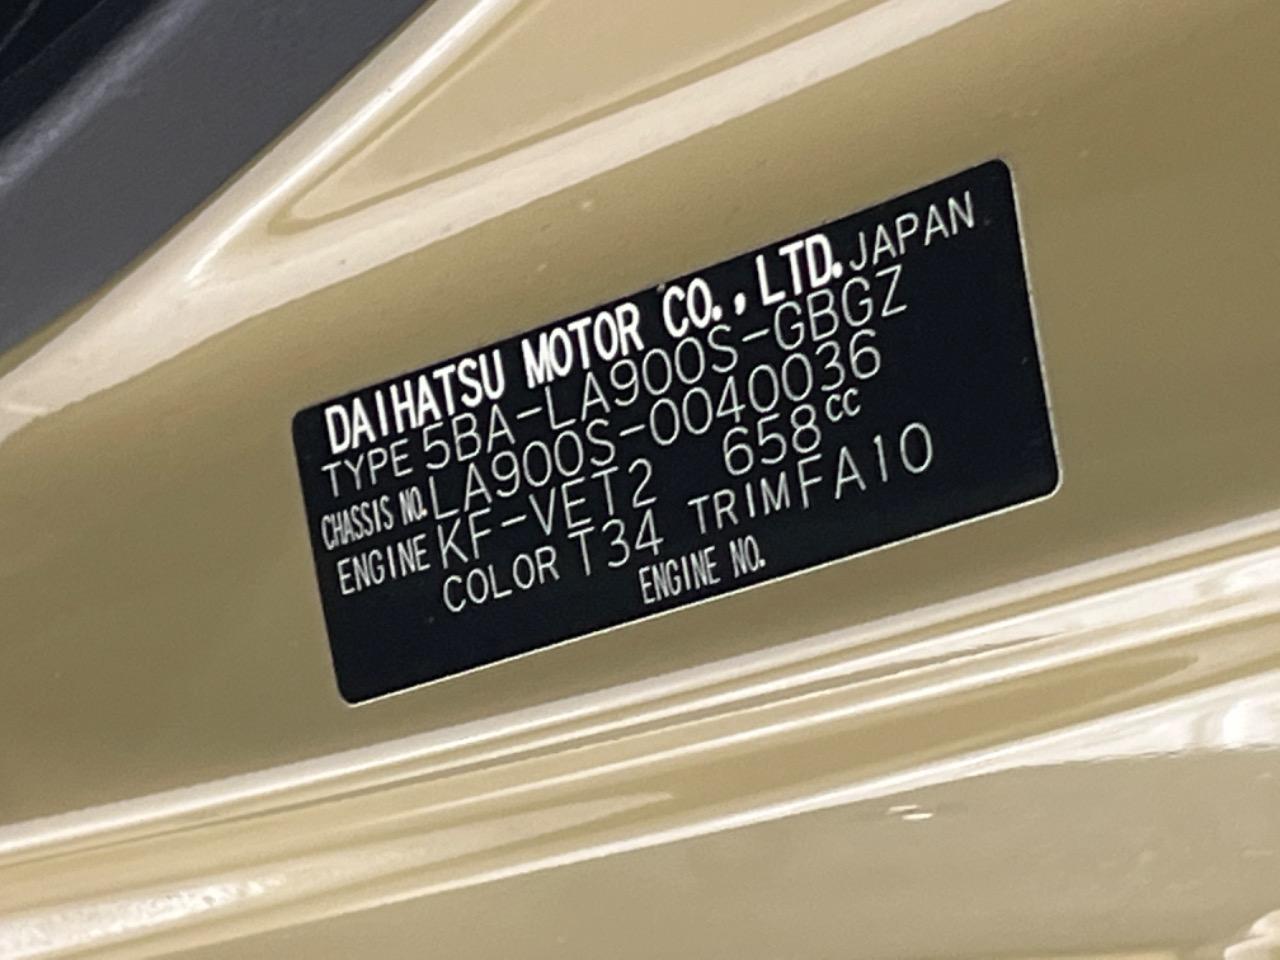 DAIHATSU MOTOR CO., LTD. JAPAN
TYPE 5BA-LA900S-GBGZ
CHASSIS NO. LA900S-0040036
ENGINE KF-VET2 658cc
COLOR T34 TRIM FA10
ENGINE NO.